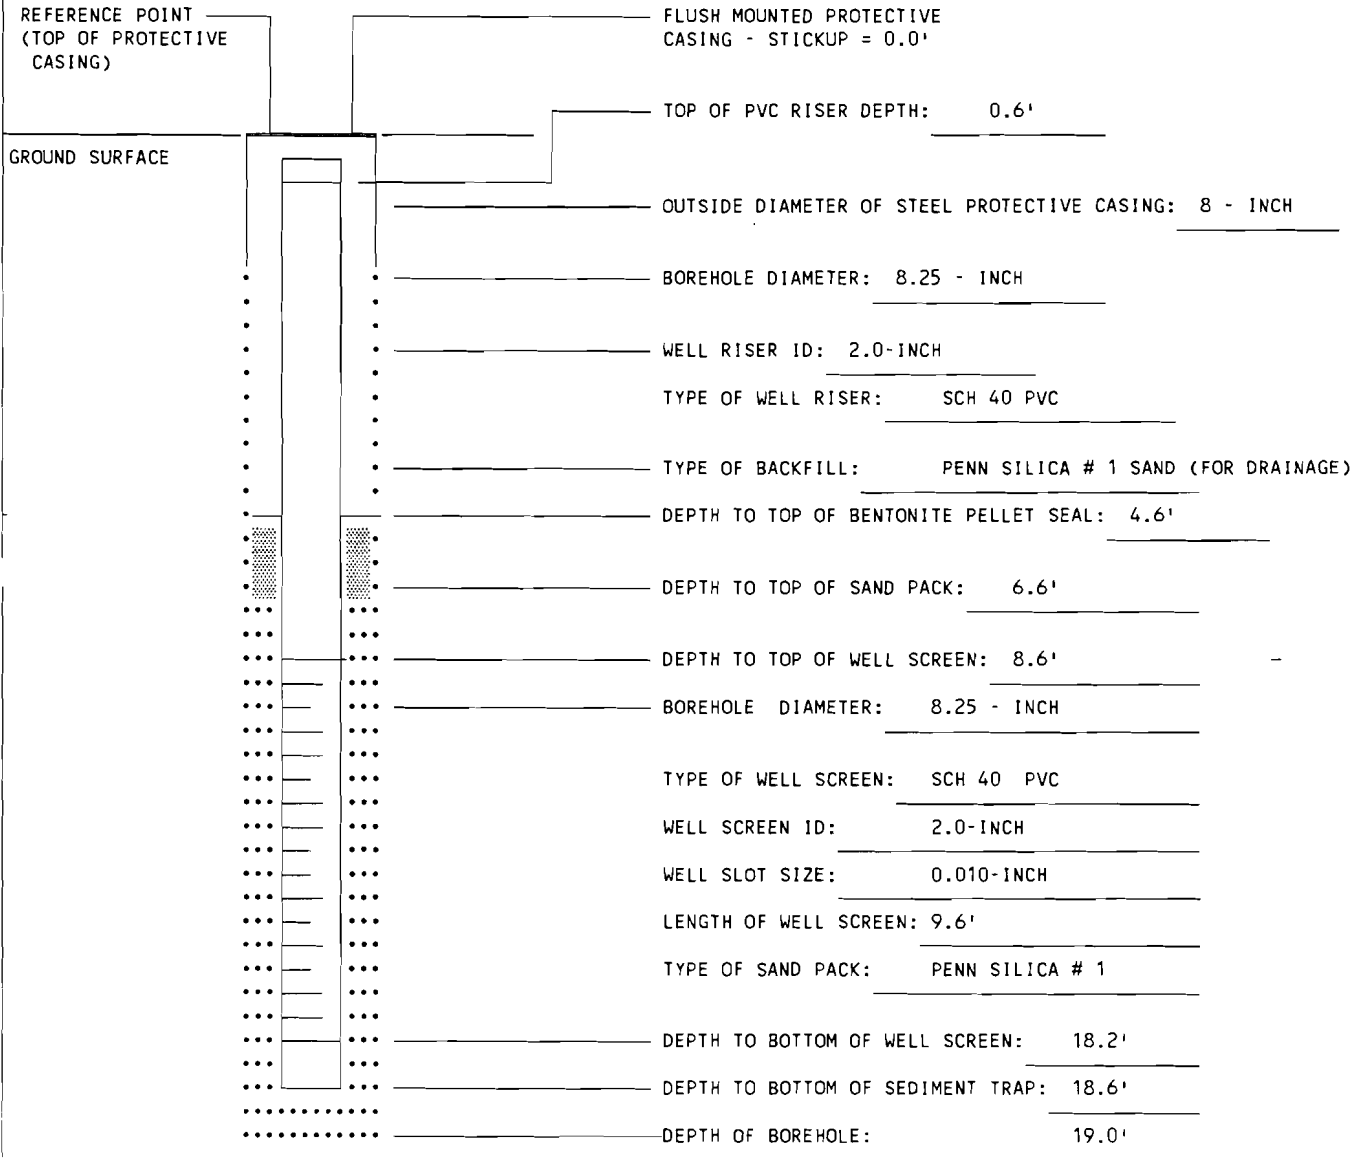 REFERENCE POINT
(TOP OF PROTECTIVE
CASING)
FLUSH MOUNTED PROTECTIVE
CASING - STICKUP = 0.0'
TOP OF PVC RISER DEPTH: 0.6'
GROUND SURFACE
OUTSIDE DIAMETER OF STEEL PROTECTIVE CASING: 8 - INCH
BOREHOLE DIAMETER: 8.25 - INCH
WELL RISER ID: 2.0-INCH
TYPE OF WELL RISER: SCH 40 PVC
TYPE OF BACKFILL: PENN SILICA # 1 SAND (FOR DRAINAGE)
DEPTH TO TOP OF BENTONITE PELLET SEAL: 4.6'
DEPTH TO TOP OF SAND PACK: 6.6'
DEPTH TO TOP OF WELL SCREEN: 8.6'
BOREHOLE DIAMETER: 8.25 - INCH
TYPE OF WELL SCREEN: SCH 40 PVC
WELL SCREEN ID: 2.0-INCH
WELL SLOT SIZE: 0.010-INCH
LENGTH OF WELL SCREEN: 9.6'
TYPE OF SAND PACK: PENN SILICA # 1
DEPTH TO BOTTOM OF WELL SCREEN: 18.2'
DEPTH TO BOTTOM OF SEDIMENT TRAP: 18.6'
DEPTH OF BOREHOLE: 19.0'